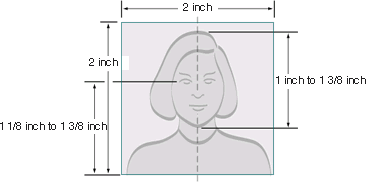 2 inch
2 inch
1 inch to 1 3/8 inch
1 1/8 inch to 1 3/8 inch